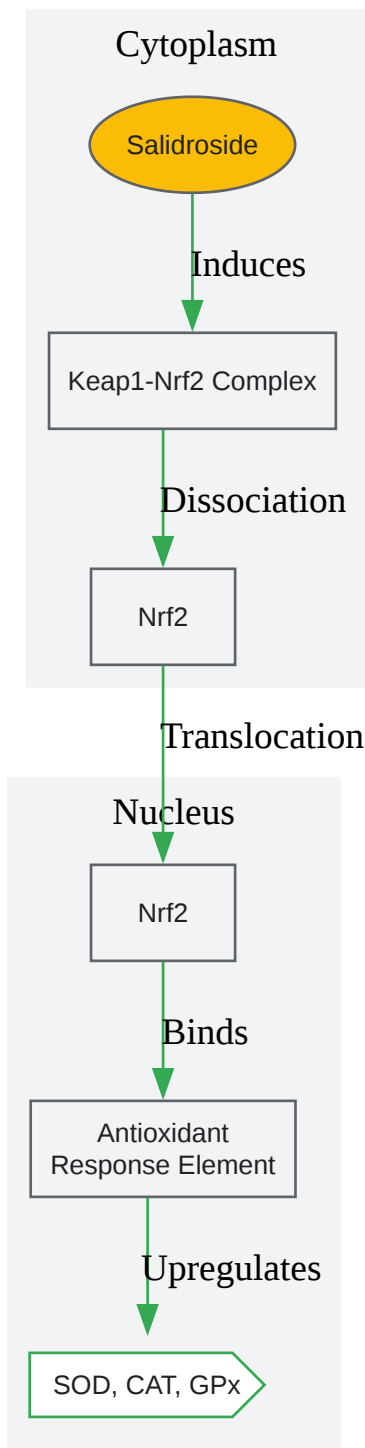 Cytoplasm
Salidroside
Induces
Keap1-Nrf2 Complex
Dissociation
Nrf2
Translocation
Nucleus
Nrf2
Binds
Antioxidant
Response Element
Upregulates
SOD, CAT, GPx